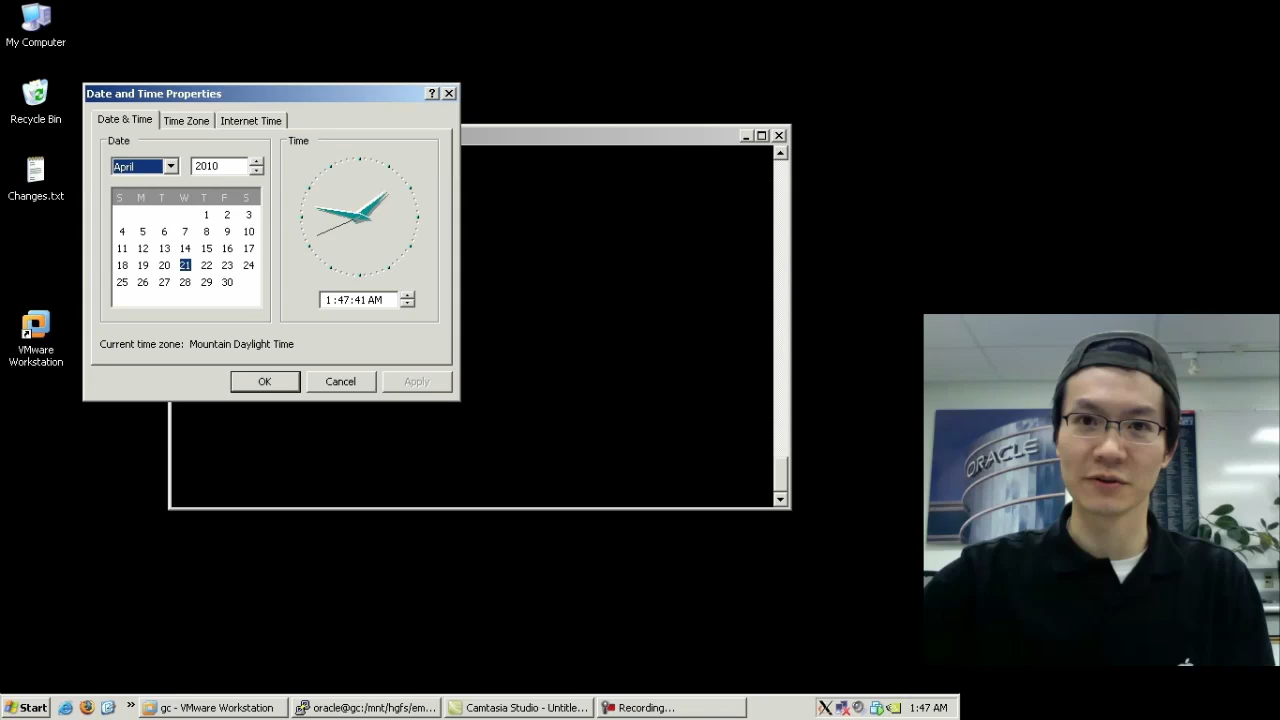 My Computer
Recycle Bin
Changes.txt
VMware
Workstation
Date and Time Properties
Date & Time
Time Zone
Internet Time
Date
April
2010
S M T W T F S
1 2 3
4 5 6 7 8 9 10
11 12 13 14 15 16 17
18 19 20 21 22 23 24
25 26 27 28 29 30
Time
1:47:41 AM
Current time zone: Mountain Daylight Time
OK
Cancel
Apply
ORACLE
Start
»
gc - VMware Workstation
oracle@gc:/mnt/hgfs/em...
Camtasia Studio - Untitle...
Recording...
1:47 AM